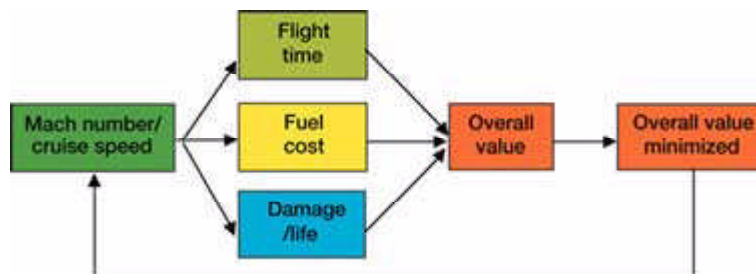 Flight
time
Mach number/
cruise speed
Fuel
cost
Overall
value
Overall value
minimized
Damage
/life